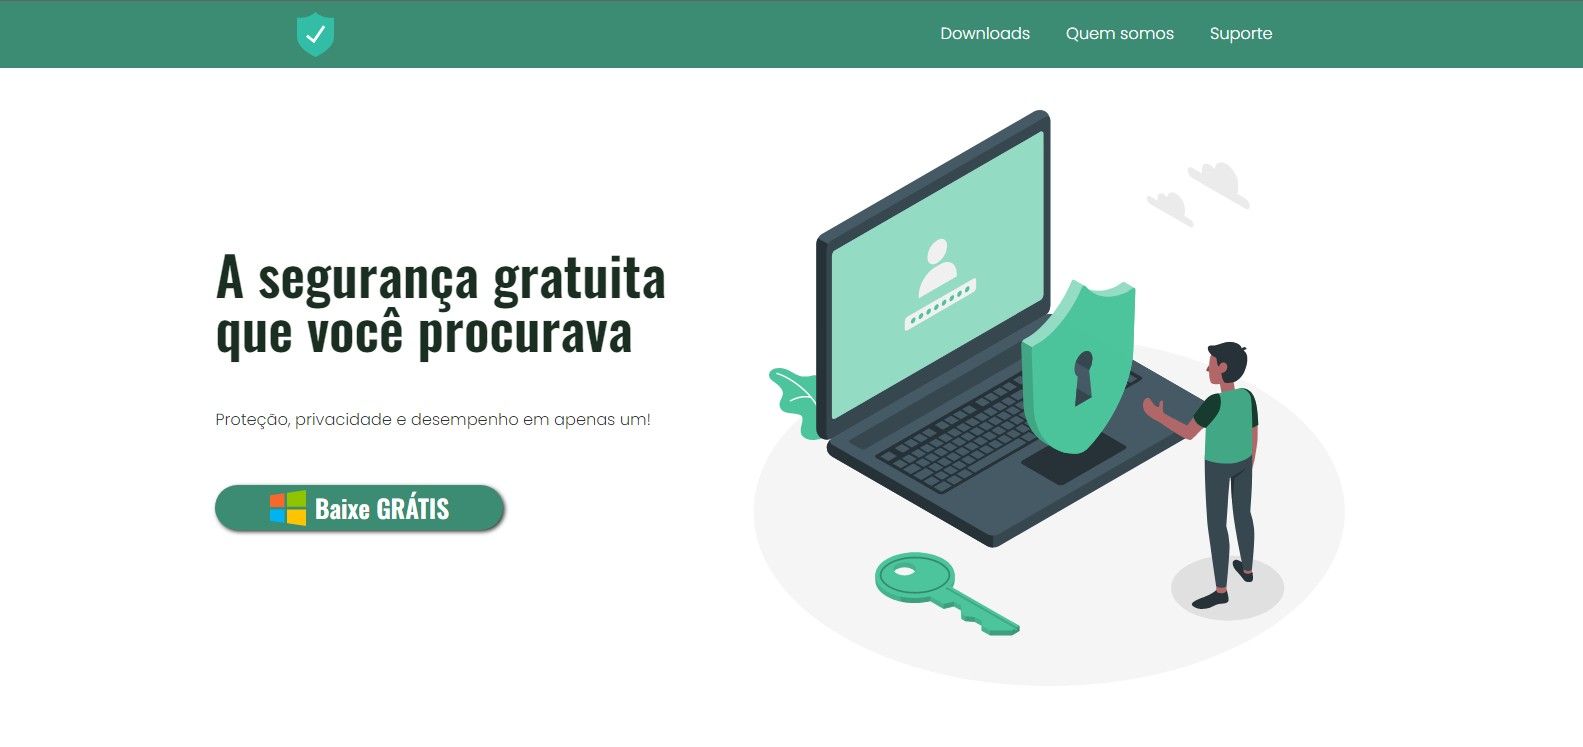 Downloads Quem somos Suporte
A segurança gratuita
que você procurava
Proteção, privacidade e desempenho em apenas um!
Baixe GRÁTIS